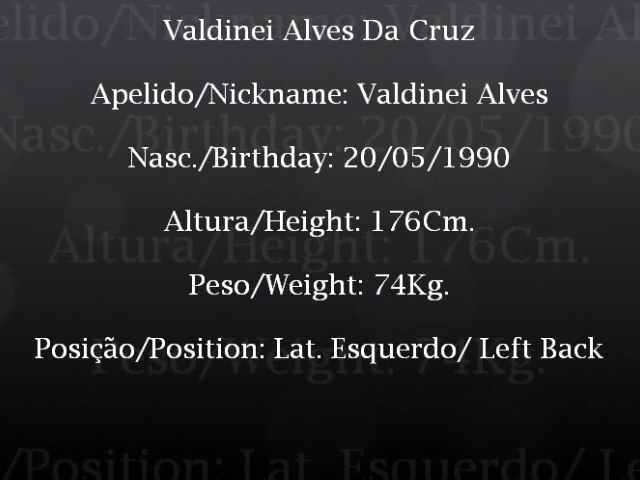 Valdinei Alves Da Cruz
Apelido/Nickname: Valdinei Alves
Nasc./Birthday: 20/05/1990
Altura/Height: 176Cm.
Peso/Weight: 74Kg.
Posição/Position: Lat. Esquerdo/ Left Back